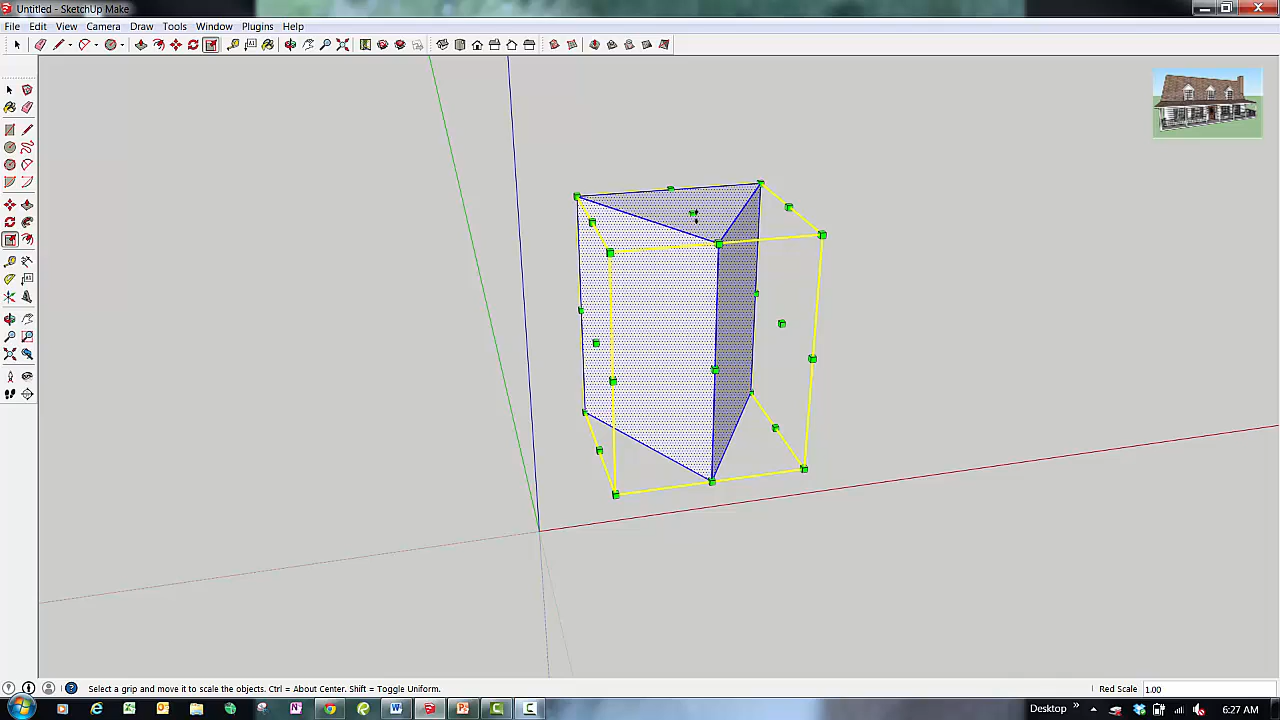 Untitled - SketchUp Make
File Edit View Camera Draw Tools Window Plugins Help
Select a grip and move it to scale the objects. Ctrl = About Center. Shift = Toggle Uniform.
Red Scale 1.00
Desktop
6:27 AM